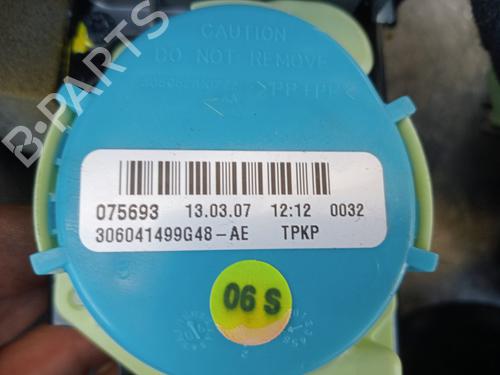 CAUTION
DO NOT REMOVE
B-PARTS
075693 13.03.07 12:12 0032
306041499G48-AE TPKP
06 S